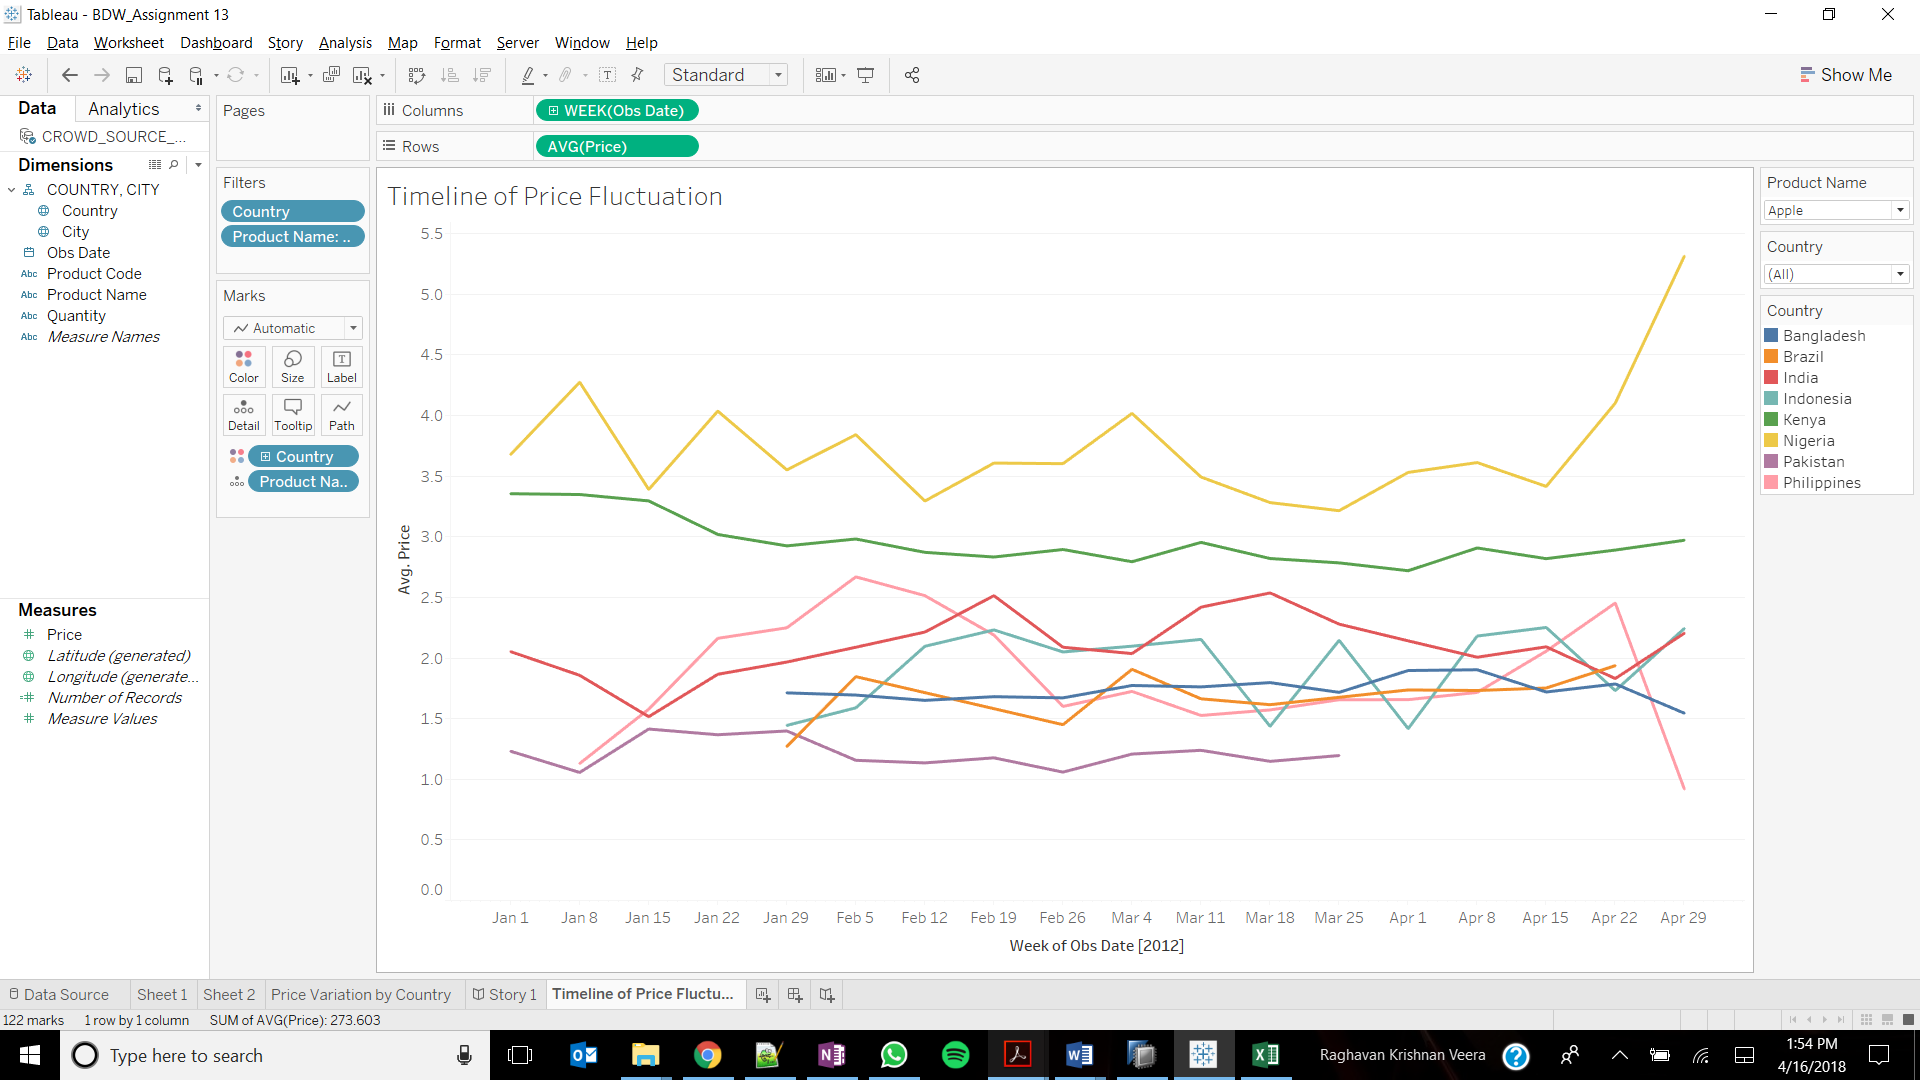 Tableau - BDW_Assignment 13
File Data Worksheet Dashboard Story Analysis Map Format Server Window Help
Standard
Show Me
Data Analytics
Pages
Columns
WEEK(Obs Date)
Rows
AVG(Price)
CROWD_SOURCE_...
Dimensions
COUNTRY, CITY
Country
City
Obs Date
Abc Product Code
Abc Product Name
Abc Quantity
Abc Measure Names
Measures
Price
Latitude (generated)
Longitude (generate...
Number of Records
Measure Values
Filters
Country
Product Name: ..
Marks
Automatic
Color Size Label
Detail Tooltip Path
Country
Product Na..
Timeline of Price Fluctuation
5.5
5.0
4.5
4.0
3.5
3.0
2.5
2.0
1.5
1.0
0.5
0.0
Avg. Price
Jan 1 Jan 8 Jan 15 Jan 22 Jan 29 Feb 5 Feb 12 Feb 19 Feb 26 Mar 4 Mar 11 Mar 18 Mar 25 Apr 1 Apr 8 Apr 15 Apr 22 Apr 29
Week of Obs Date [2012]
Product Name
Apple
Country
(All)
Country
Bangladesh
Brazil
India
Indonesia
Kenya
Nigeria
Pakistan
Philippines
Data Source Sheet 1 Sheet 2 Price Variation by Country Story 1 Timeline of Price Fluctu...
122 marks 1 row by 1 column SUM of AVG(Price): 273.603
Type here to search
Raghavan Krishnan Veera
1:54 PM
4/16/2018